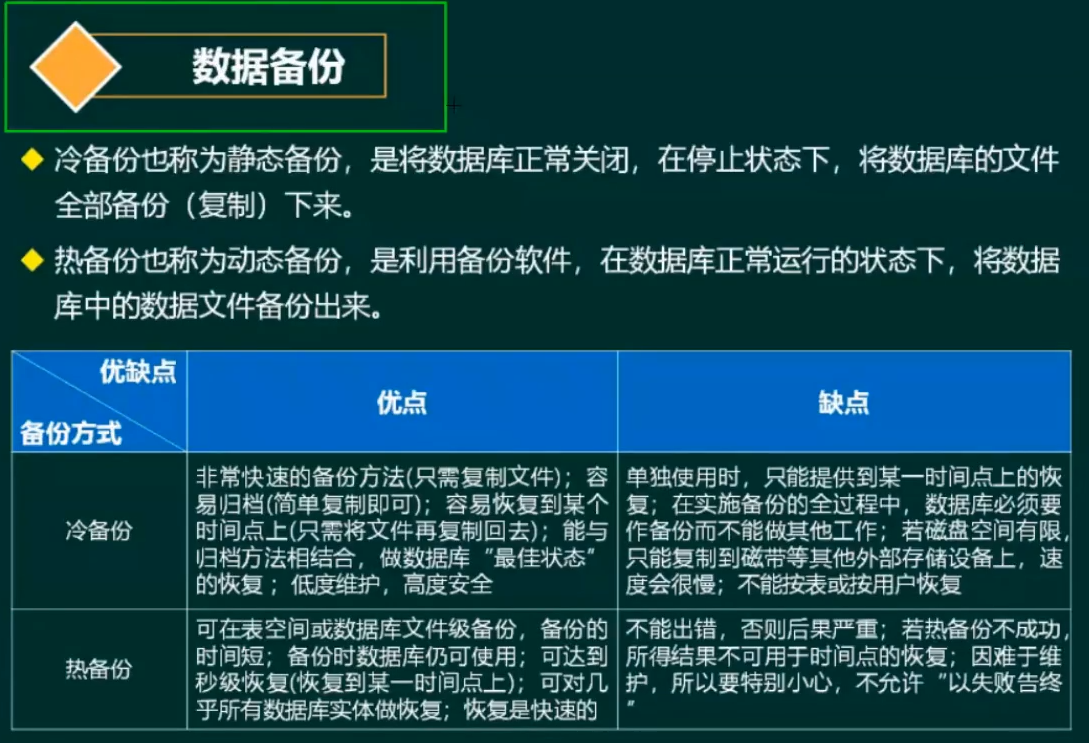 数据备份
冷备份也称为静态备份，是将数据库正常关闭，在停止状态下，将数据库的文件
全部备份（复制）下来。
热备份也称为动态备份，是利用备份软件，在数据库正常运行的状态下，将数据
库中的数据文件备份出来。
优缺点
备份方式
优点
缺点
冷备份
非常快速的备份方法(只需复制文件)；容
易归档(简单复制即可)；容易恢复到某个
时间点上(只需将文件再复制回去)；能与
归档方法相结合，做数据库“最佳状态”
的恢复；低度维护，高度安全
单独使用时，只能提供到某一时间点上的恢
复；在实施备份的全过程中，数据库必须要
作备份而不能做其他工作；若磁盘空间有限，
只能复制到磁带等其他外部存储设备上，速
度会很慢；不能按表或按用户恢复
热备份
可在表空间或数据库文件级备份，备份的
时间短；备份时数据库仍可使用；可达到
秒级恢复(恢复到某一时间点上)；可对几
乎所有数据库实体做恢复；恢复是快速的
不能出错，否则后果严重；若热备份不成功，
所得结果不可用于时间点的恢复；因难于维
护，所以要特别小心，不允许“以失败告终
”